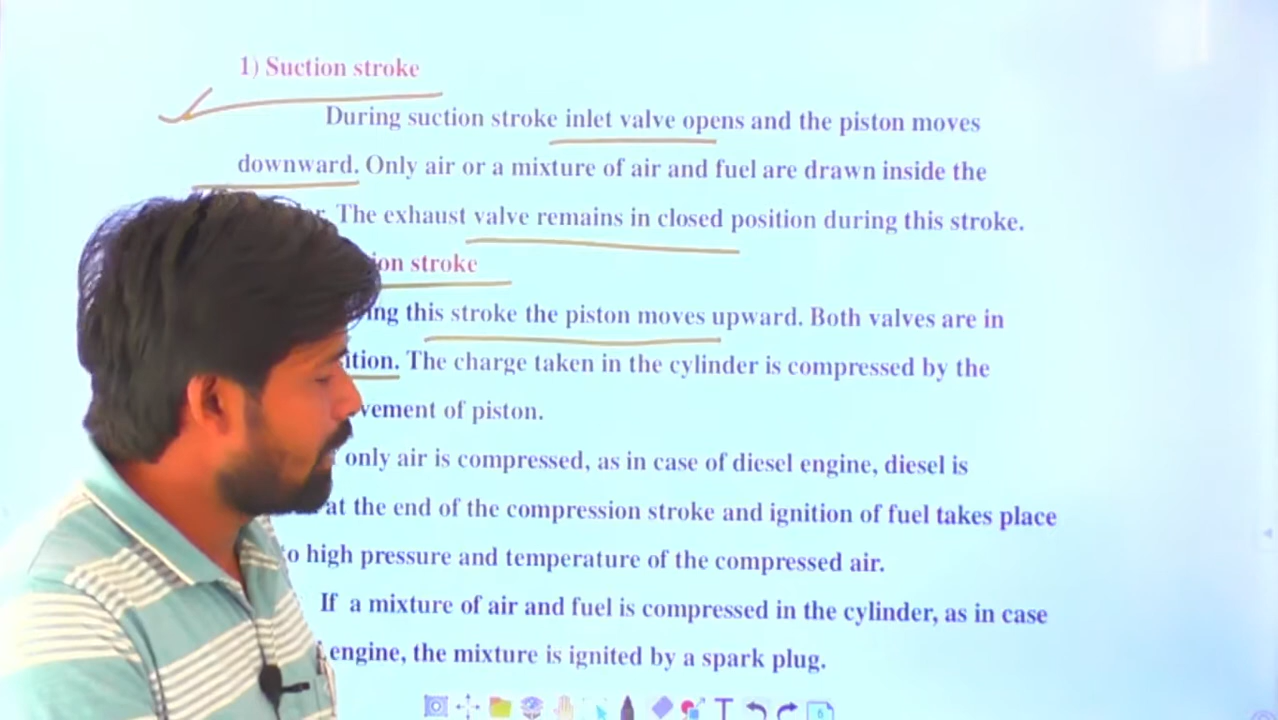 1) Suction stroke
During suction stroke inlet valve opens and the piston moves
downward. Only air or a mixture of air and fuel are drawn inside the
The exhaust valve remains in closed position during this stroke.
stroke
this stroke the piston moves upward. Both valves are in
The charge taken in the cylinder is compressed by the
of piston.
only air is compressed, as in case of diesel engine, diesel is
at the end of the compression stroke and ignition of fuel takes place
high pressure and temperature of the compressed air.
If a mixture of air and fuel is compressed in the cylinder, as in case
engine, the mixture is ignited by a spark plug.
T
6